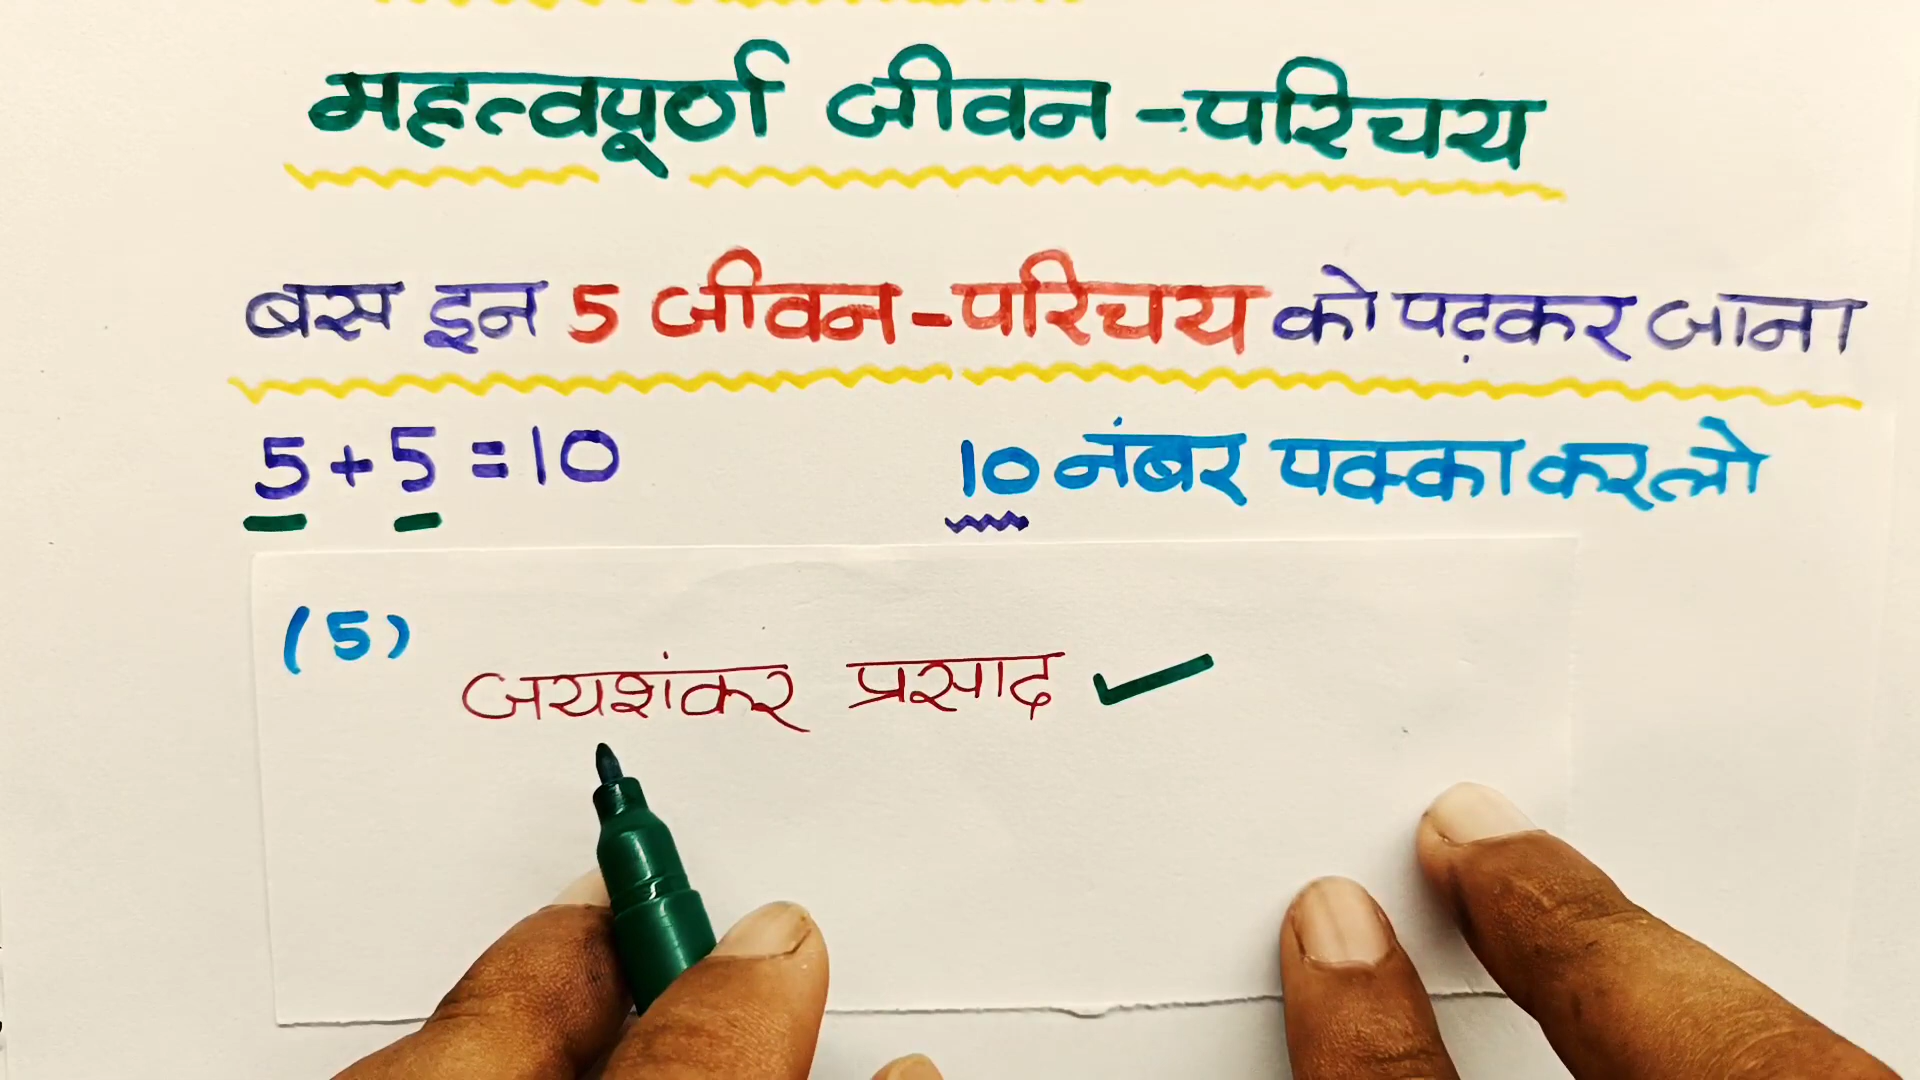 महत्वपूर्ण जीवन-परिचय
बस इन 5 जीवन-परिचय को पढ़कर जाना
5+5=10 10 नंबर पक्का करलो
(5)
जयशंकर प्रसाद ✓